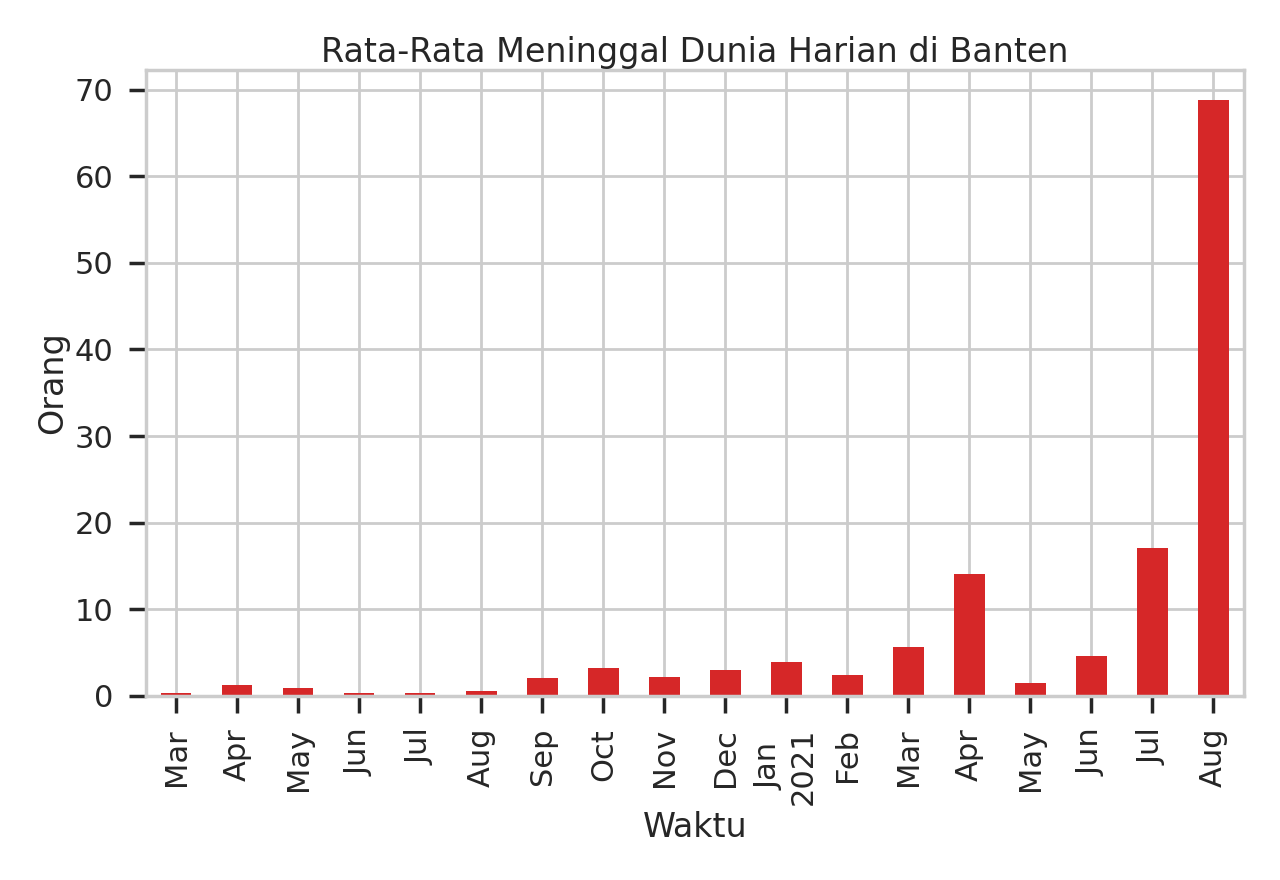 Rata-Rata Meninggal Dunia Harian di Banten
70
60
50
40
30
20
10
0
Orang
Mar
Apr
May
Jun
Jul
Aug
Sep
Oct
Nov
Dec
Jan
2021
Feb
Mar
Apr
May
Jun
Jul
Aug
Waktu